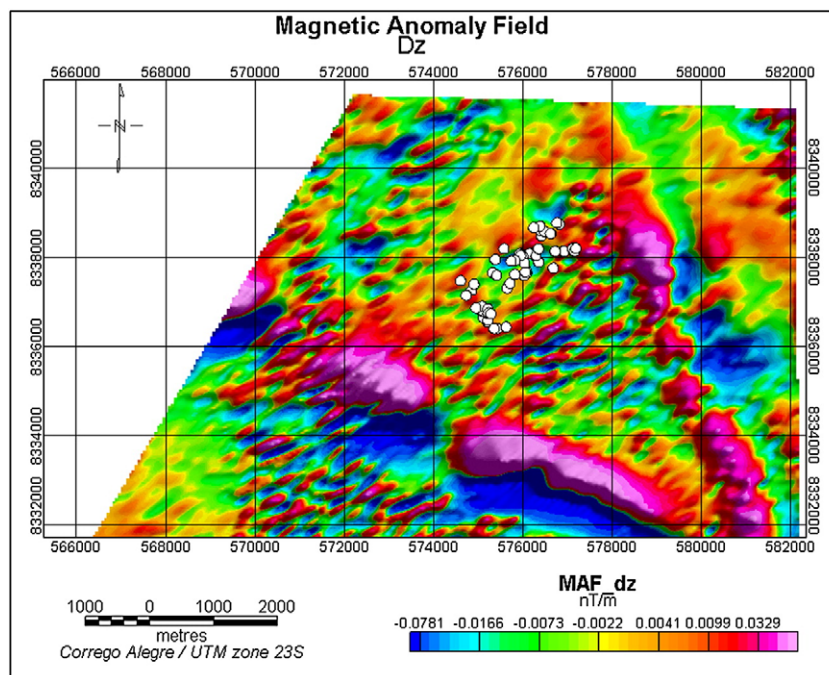 Magnetic Anomaly Field
Dz
566000 568000 570000 572000 574000 576000 578000 580000 582000
N
8340000 8340000
8338000 8338000
8336000 8336000
8334000 8334000
8332000 8332000
566000 568000 570000 572000 574000 576000 578000 580000 582000
1000 0 1000 2000
metres
Corrego Alegre / UTM zone 23S
MAF_dz
nT/m
-0.0781 -0.0166 -0.0073 -0.0022 0.0041 0.0099 0.0329